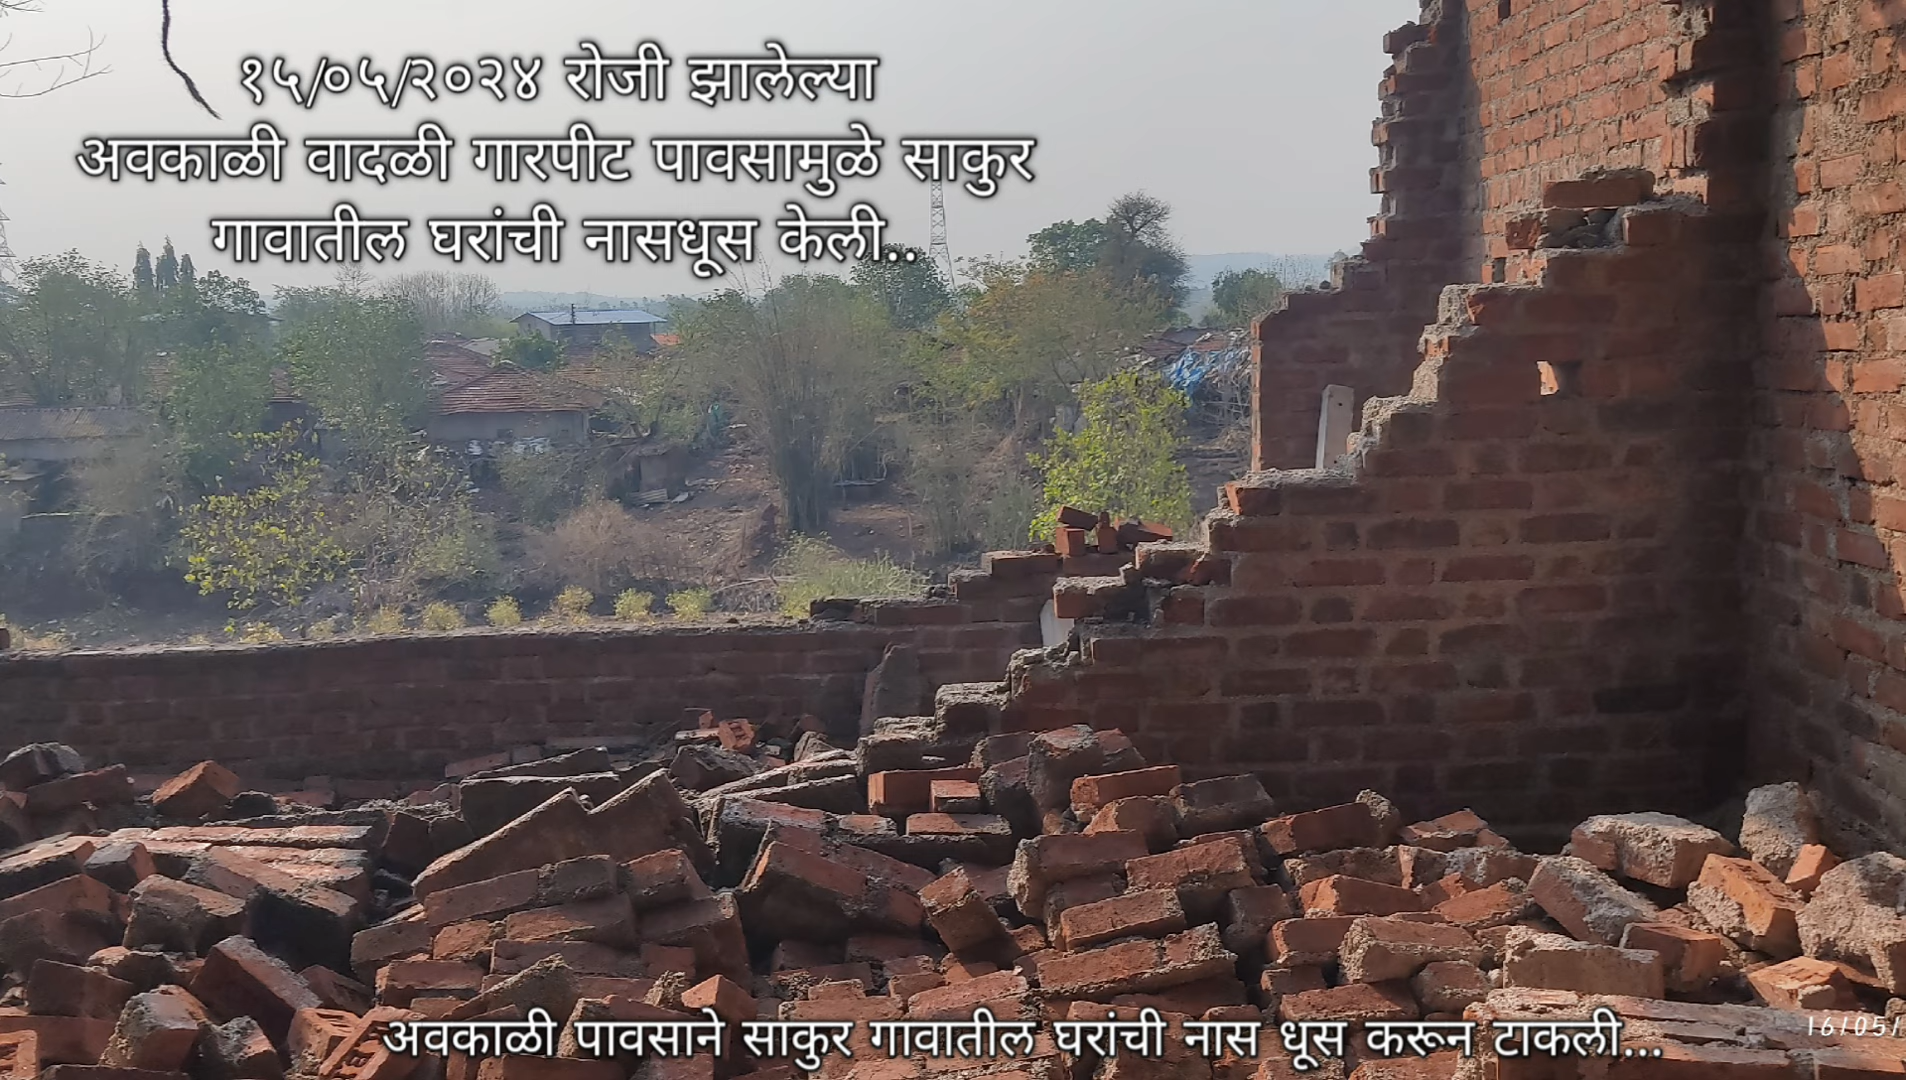 १५/०५/२०२४ रोजी झालेल्या
अवकाळी वादळी गारपीट पावसामुळे साकुर
गावातील घरांची नासधूस केली..
अवकाळी पावसाने साकुर गावातील घरांची नास धूस करून टाकली...
16/05/